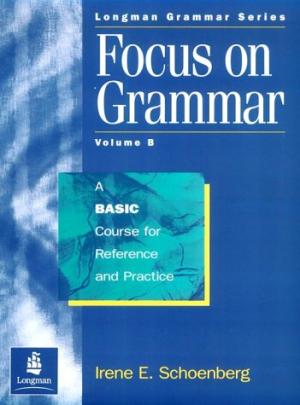 Longman Grammar Series
Focus on
Grammar
Volume B
A
BASIC
Course for
Reference
and Practice
Irene E. Schoenberg
Longman